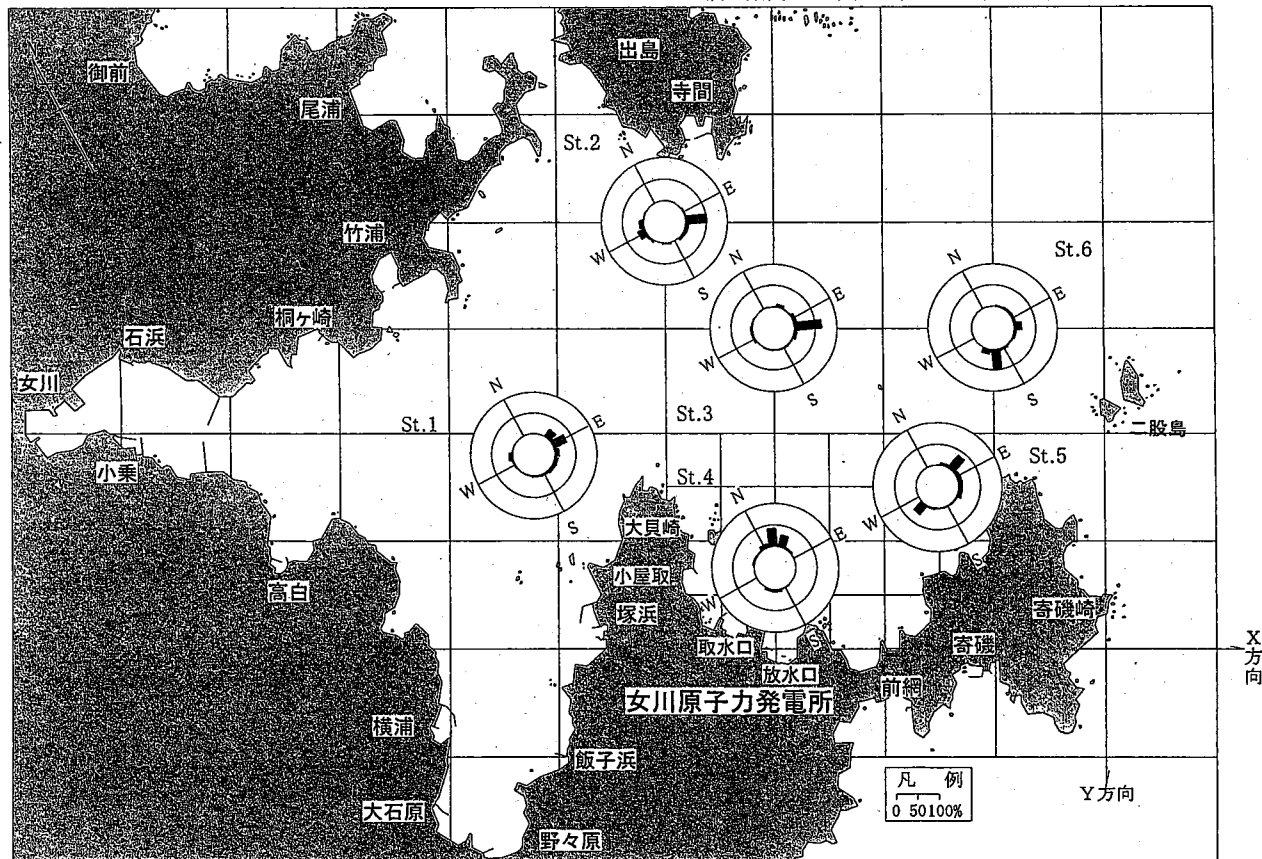 出島
御前
N
寺間
尾浦
St.2
N
E
竹浦
W
S
St.6
N
E
W
S
N
E
W
S
桐ケ崎
石浜
女川
二股島
St.1
N
E
W
S
St.3
小乗
St.5
N
E
W
S
St.4
N
E
W
S
大貝崎
小屋取
高白
塚浜
寄磯崎
取水口
寄磯
X方向
放水口
前網
女川原子力発電所
横浦
飯子浜
凡 例
0 50100%
Y方向
大石原
野々原